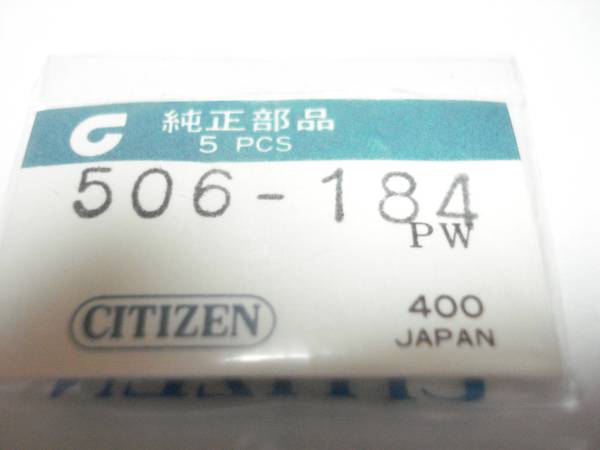 純正部品
5 PCS
506-184
PW
CITIZEN
400
JAPAN